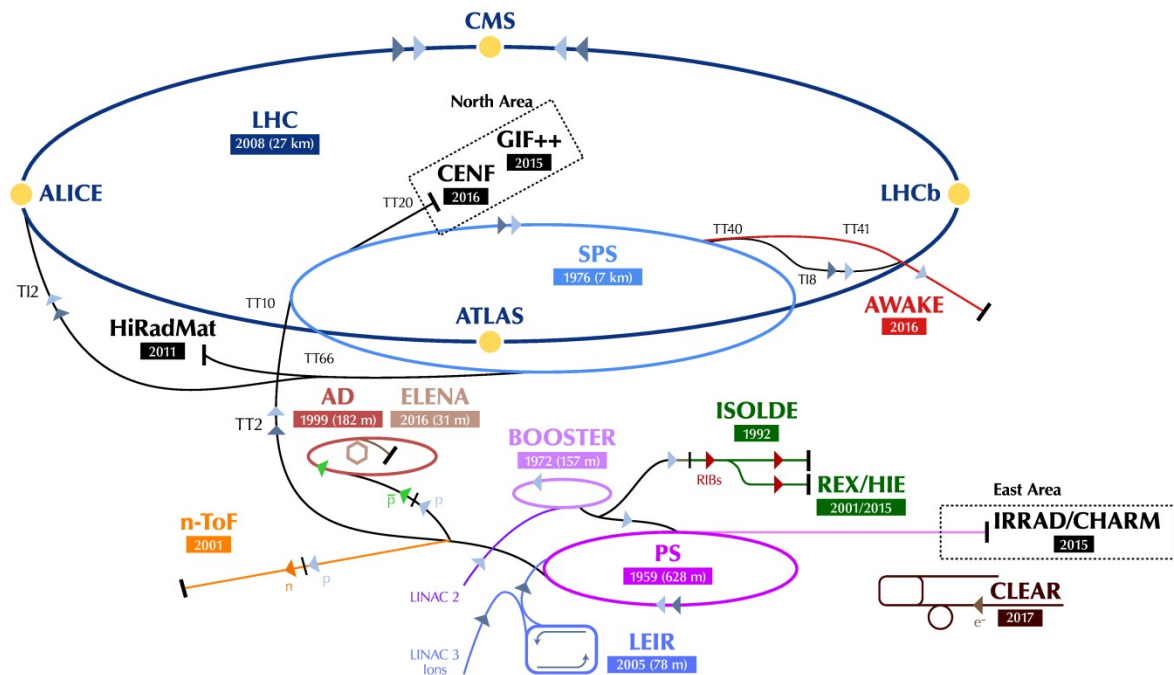 CMS
North Area
LHC
2008 (27 km)
GIF++
2015
CENF
2016
ALICE
LHCb
TT20
TT40
TT41
SPS
1976 (7 km)
TI8
TI2
TT10
AWAKE
2016
ATLAS
HiRadMat
2011
TT66
AD
1999 (182 m)
ELENA
2016 (31 m)
TT2
ISOLDE
1992
BOOSTER
1972 (157 m)
RIBs
REX/HIE
2001/2015
East Area
p̅
p
n-ToF
2001
IRRAD/CHARM
2015
PS
1959 (628 m)
n
p
LINAC 2
CLEAR
2017
e⁻
LEIR
2005 (78 m)
LINAC 3
Ions